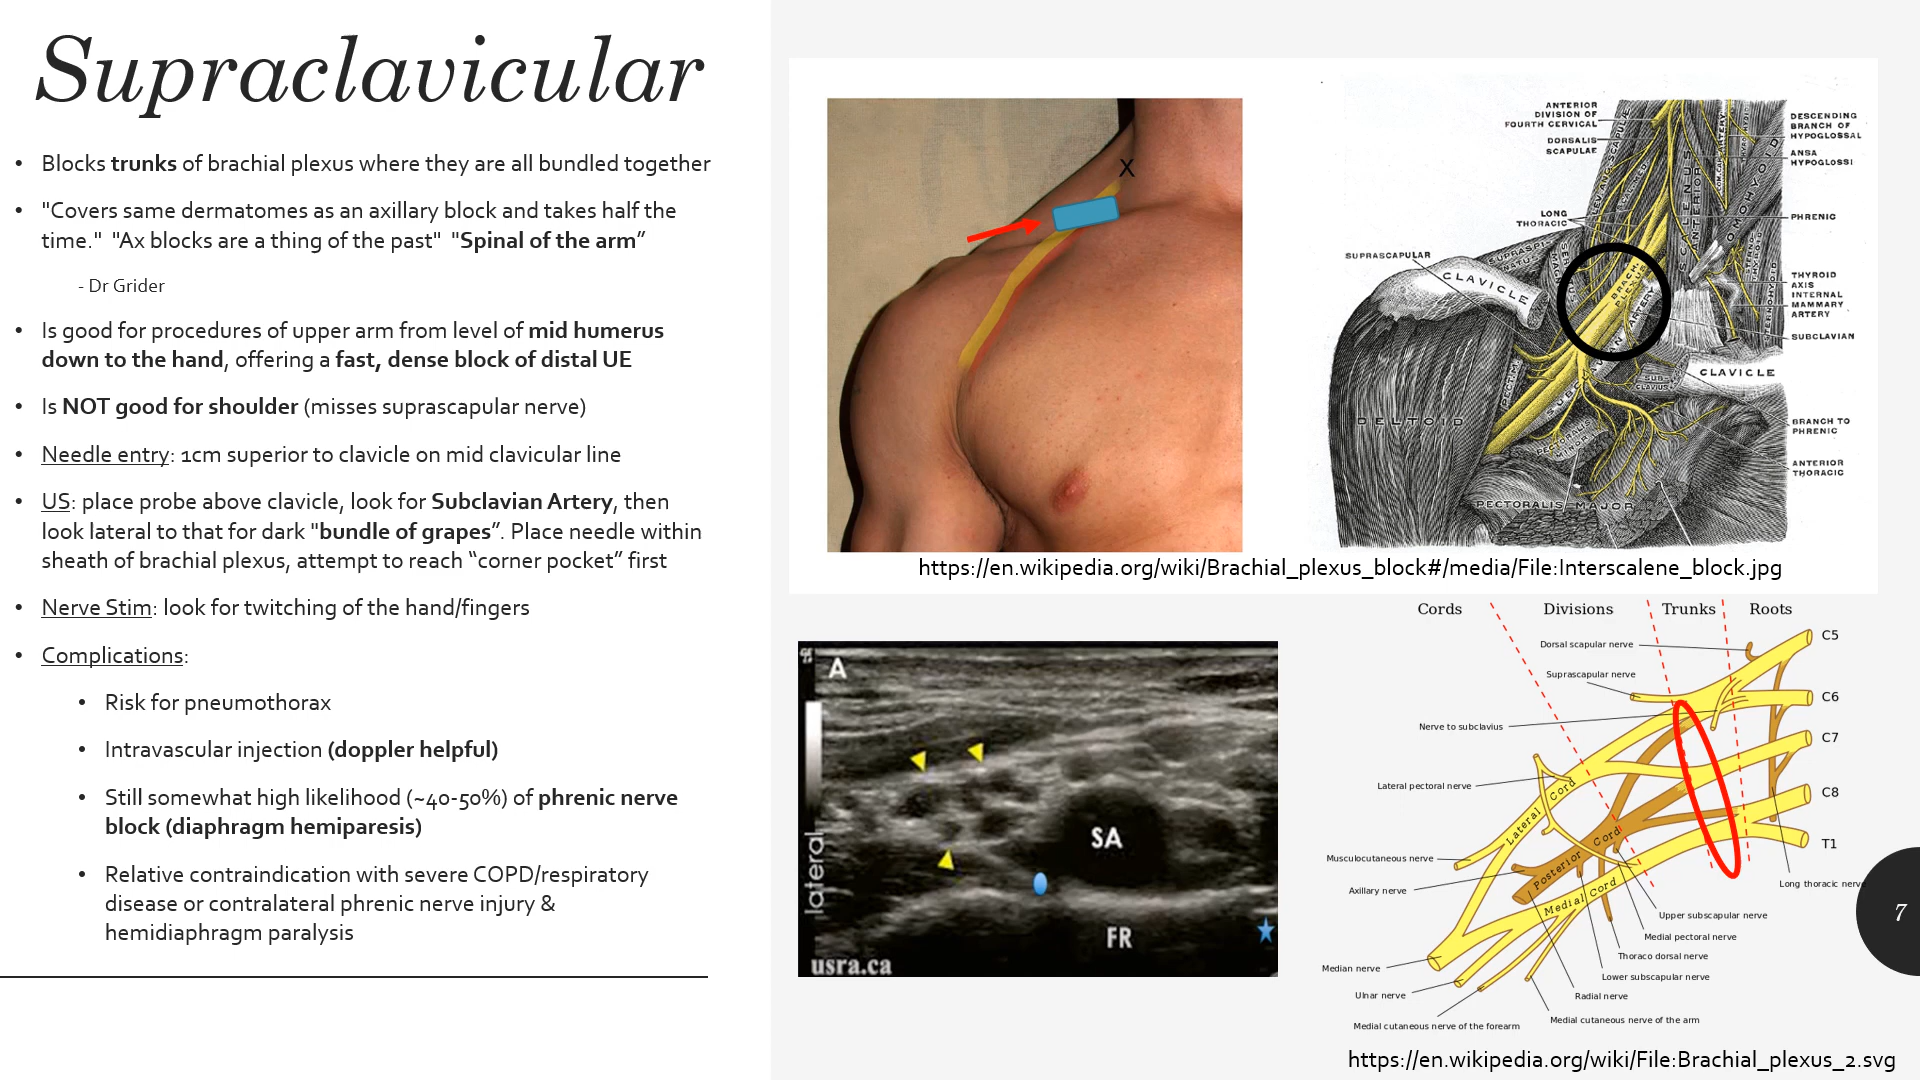 Supraclavicular
• Blocks trunks of brachial plexus where they are all bundled together
• "Covers same dermatomes as an axillary block and takes half the
time." "Ax blocks are a thing of the past" "Spinal of the arm”
- Dr Grider
• Is good for procedures of upper arm from level of mid humerus
down to the hand, offering a fast, dense block of distal UE
• Is NOT good for shoulder (misses suprascapular nerve)
• Needle entry: 1cm superior to clavicle on mid clavicular line
• US: place probe above clavicle, look for Subclavian Artery, then
look lateral to that for dark "bundle of grapes”. Place needle within
sheath of brachial plexus, attempt to reach “corner pocket” first
• Nerve Stim: look for twitching of the hand/fingers
• Complications:
• Risk for pneumothorax
• Intravascular injection (doppler helpful)
• Still somewhat high likelihood (~40-50%) of phrenic nerve
block (diaphragm hemiparesis)
• Relative contraindication with severe COPD/respiratory
disease or contralateral phrenic nerve injury &
hemidiaphragm paralysis
X
ANTERIOR
DIVISION OF
FOURTH CERVICAL
DORSALIS
SCAPULAE
LONG
THORACIC
SUPRASCAPULAR
CLAVICLE
DELTOID
PECTORALIS MAJOR
BRACH.
PLEXUS
ARTERY
OMOHYOID
DESCENDING
BRANCH OF
HYPOGLOSSAL
ANSA
HYPOGLOSSI
PHRENIC
THYROID
AXIS
INTERNAL
MAMMARY
ARTERY
SUBCLAVIAN
CLAVICLE
BRANCH TO
PHRENIC
ANTERIOR
THORACIC
https://en.wikipedia.org/wiki/Brachial_plexus_block#/media/File:Interscalene_block.jpg
A
lateral
SA
FR
usra.ca
Cords Divisions Trunks Roots
Dorsal scapular nerve
Suprascapular nerve
Nerve to subclavius
Lateral pectoral nerve
Musculocutaneous nerve
Axillary nerve
Median nerve
Ulnar nerve
Medial cutaneous nerve of the forearm
Lateral Cord
Posterior Cord
Medial Cord
C5
C6
C7
C8
T1
Long thoracic nerve
Upper subscapular nerve
Medial pectoral nerve
Thoraco dorsal nerve
Lower subscapular nerve
Radial nerve
Medial cutaneous nerve of the arm
7
https://en.wikipedia.org/wiki/File:Brachial_plexus_2.svg